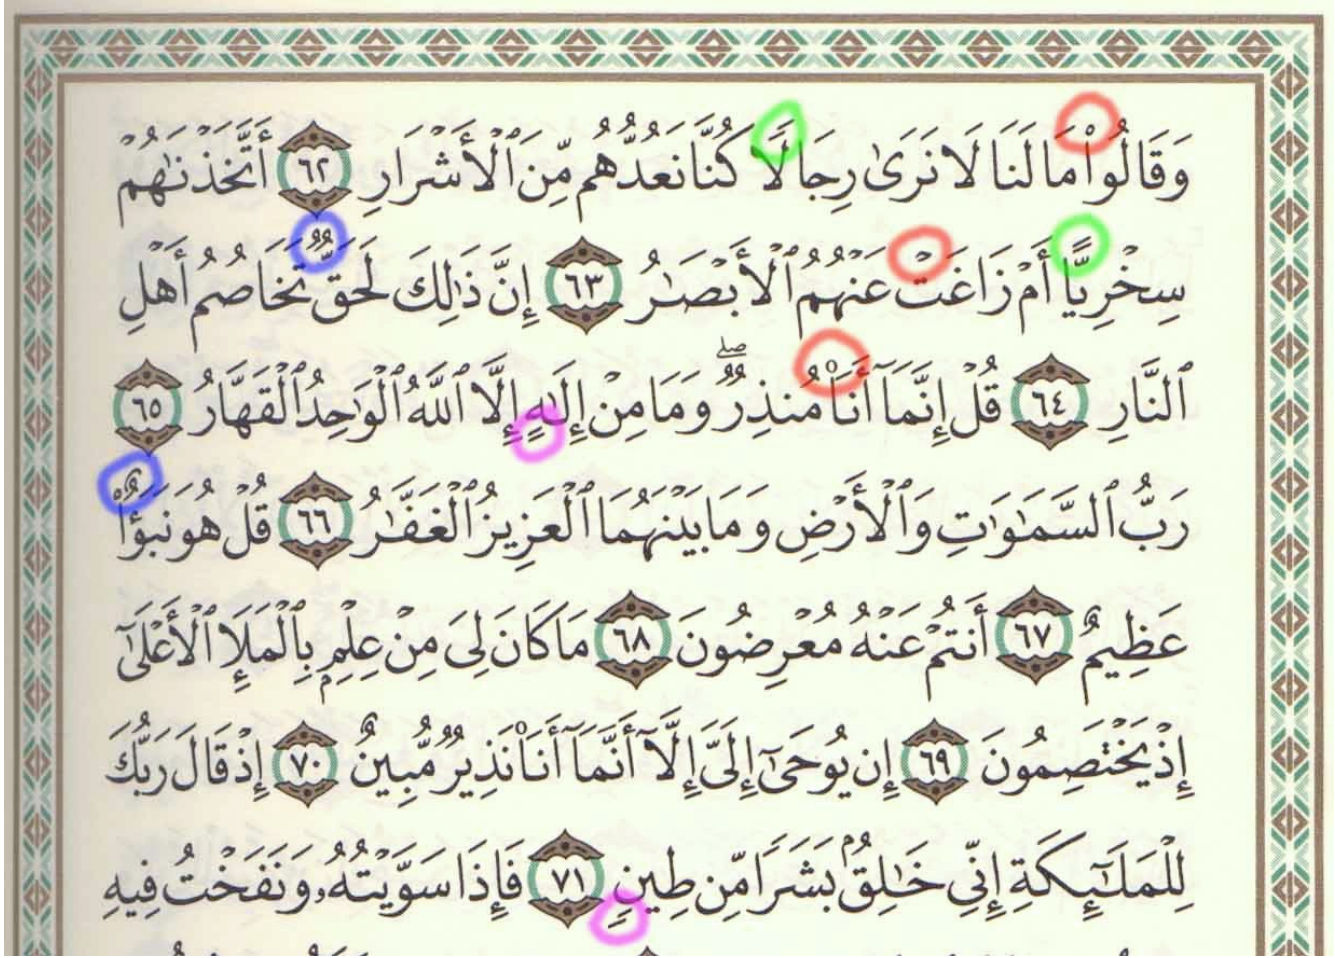 وَقَالُوا۟ مَا لَنَا لَا نَرَىٰ رِجَالًا كُنَّا نَعُدُّهُم مِّنَ ٱلْأَشْرَارِ ٦٢ أَتَّخَذْنَٰهُمْ
سِخْرِيًّا أَمْ زَاغَتْ عَنْهُمُ ٱلْأَبْصَٰرُ ٦٣ إِنَّ ذَٰلِكَ لَحَقٌّ تَخَاصُمُ أَهْلِ
ٱلنَّارِ ٦٤ قُلْ إِنَّمَآ أَنَا۠ مُنذِرٌ ۖ وَمَا مِنْ إِلَٰهٍ إِلَّا ٱللَّهُ ٱلْوَٰحِدُ ٱلْقَهَّارُ ٦٥
رَبُّ ٱلسَّمَٰوَٰتِ وَٱلْأَرْضِ وَمَا بَيْنَهُمَا ٱلْعَزِيزُ ٱلْغَفَّٰرُ ٦٦ قُلْ هُوَ نَبَؤٌا۟
عَظِيمٌ ٦٧ أَنتُمْ عَنْهُ مُعْرِضُونَ ٦٨ مَا كَانَ لِىَ مِنْ عِلْمٍۭ بِٱلْمَلَإِ ٱلْأَعْلَىٰٓ
إِذْ يَخْتَصِمُونَ ٦٩ إِن يُوحَىٰٓ إِلَىَّ إِلَّآ أَنَّمَآ أَنَا۠ نَذِيرٌ مُّبِينٌ ٧٠ إِذْ قَالَ رَبُّكَ
لِلْمَلَٰٓئِكَةِ إِنِّى خَٰلِقٌۢ بَشَرًا مِّن طِينٍ ٧١ فَإِذَا سَوَّيْتُهُۥ وَنَفَخْتُ فِيهِ